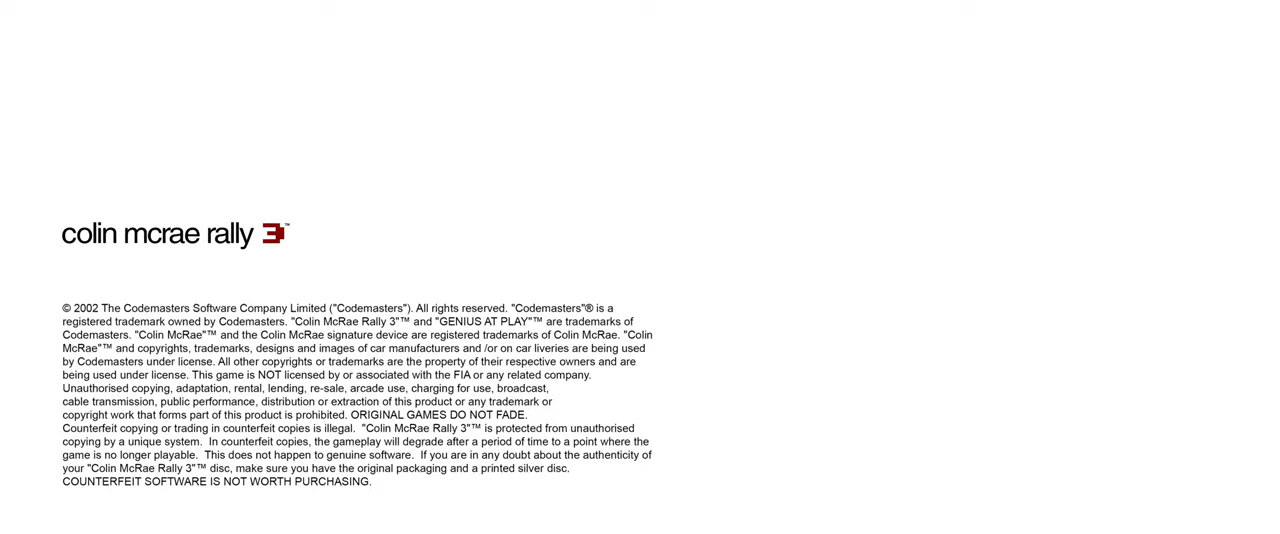 colin mcrae rally 3™
© 2002 The Codemasters Software Company Limited ("Codemasters"). All rights reserved. "Codemasters"® is a
registered trademark owned by Codemasters. "Colin McRae Rally 3"™ and "GENIUS AT PLAY"™ are trademarks of
Codemasters. "Colin McRae"™ and the Colin McRae signature device are registered trademarks of Colin McRae. "Colin
McRae"™ and copyrights, trademarks, designs and images of car manufacturers and /or on car liveries are being used
by Codemasters under license. All other copyrights or trademarks are the property of their respective owners and are
being used under license. This game is NOT licensed by or associated with the FIA or any related company.
Unauthorised copying, adaptation, rental, lending, re-sale, arcade use, charging for use, broadcast,
cable transmission, public performance, distribution or extraction of this product or any trademark or
copyright work that forms part of this product is prohibited. ORIGINAL GAMES DO NOT FADE.
Counterfeit copying or trading in counterfeit copies is illegal.  "Colin McRae Rally 3"™ is protected from unauthorised
copying by a unique system.  In counterfeit copies, the gameplay will degrade after a period of time to a point where the
game is no longer playable.  This does not happen to genuine software.  If you are in any doubt about the authenticity of
your "Colin McRae Rally 3"™ disc, make sure you have the original packaging and a printed silver disc.
COUNTERFEIT SOFTWARE IS NOT WORTH PURCHASING.